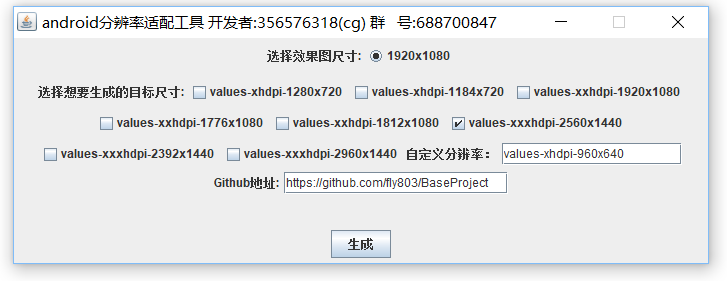 android分辨率适配工具 开发者:356576318(cg) 群 号:688700847
选择效果图尺寸: 1920x1080
选择想要生成的目标尺寸: values-xhdpi-1280x720 values-xhdpi-1184x720 values-xxhdpi-1920x1080
values-xxhdpi-1776x1080 values-xxhdpi-1812x1080 values-xxxhdpi-2560x1440
values-xxxhdpi-2392x1440 values-xxxhdpi-2960x1440 自定义分辨率： values-xhdpi-960x640
Github地址: https://github.com/fly803/BaseProject
生成